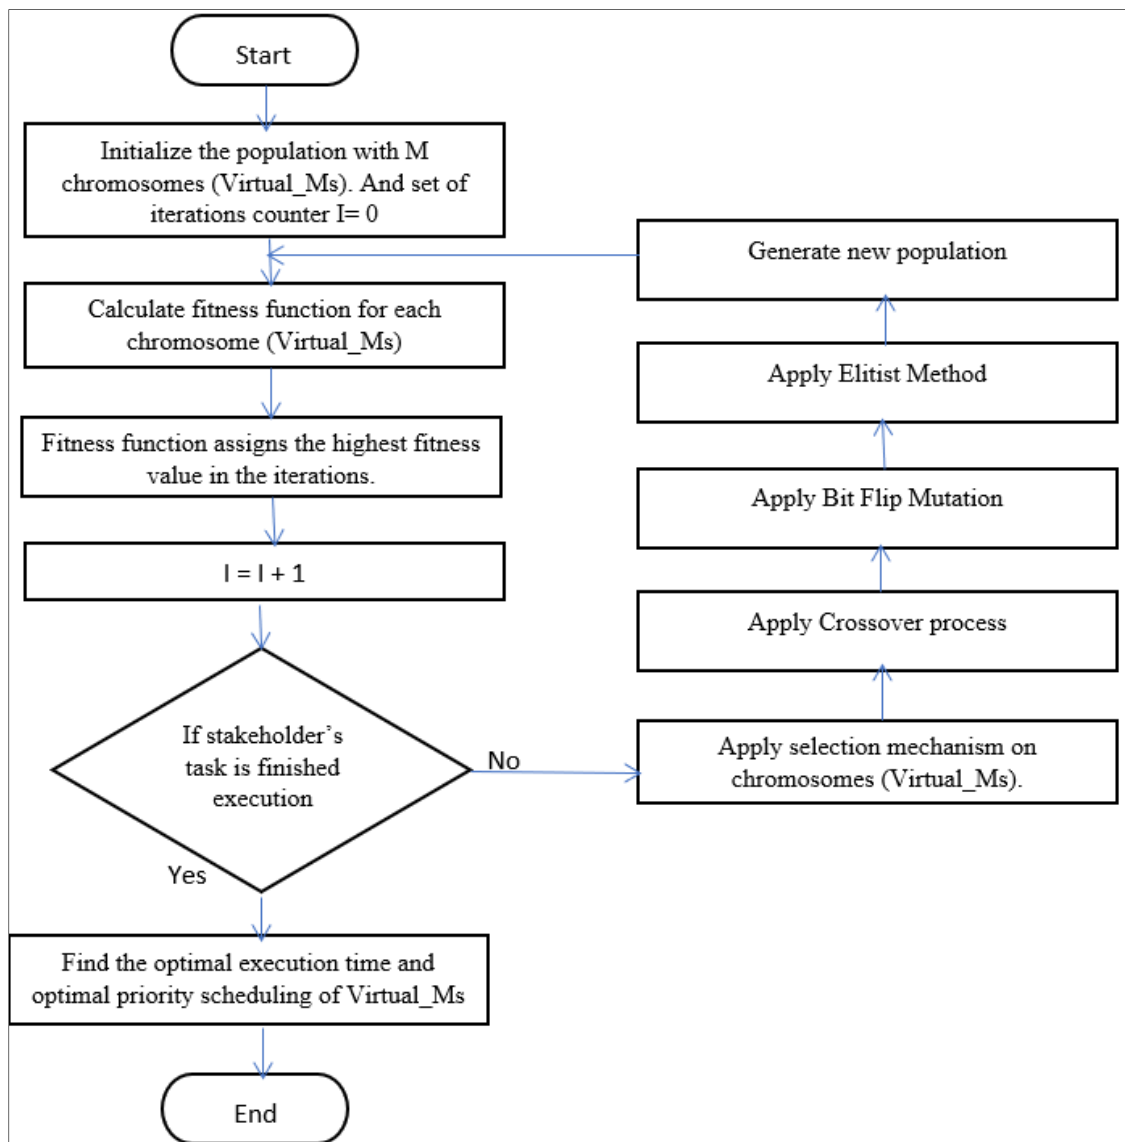 Start
Initialize the population with M
chromosomes (Virtual_Ms). And set of
iterations counter I= 0
Calculate fitness function for each
chromosome (Virtual_Ms)
Fitness function assigns the highest fitness
value in the iterations.
I = I + 1
If stakeholder’s
task is finished
execution
No
Yes
Find the optimal execution time and
optimal priority scheduling of Virtual_Ms
End
Generate new population
Apply Elitist Method
Apply Bit Flip Mutation
Apply Crossover process
Apply selection mechanism on
chromosomes (Virtual_Ms).